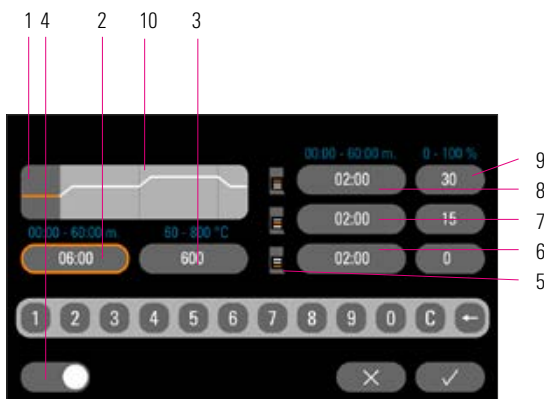 1 4 2 10 3
00:00 - 60:00 m. 0 - 100 %
02:00 30 9
8
00:00 - 60:00 m. 60 - 800 °C 02:00 15 7
06:00 600 02:00 0 6
5
1 2 3 4 5 6 7 8 9 0 C ←
× ✓